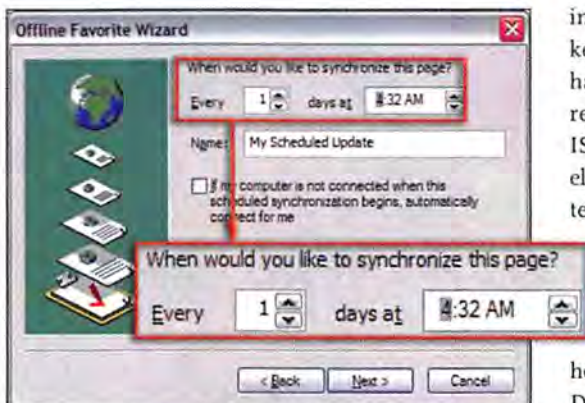 Offline Favorite Wizard
When would you like to synchronize this page?
Every 1 days at 4:32 AM
Name: My Scheduled Update
If my computer is not connected when this
scheduled synchronization begins, automatically
connect for me
When would you like to synchronize this page?
Every 1 days at 4:32 AM
< Back Next > Cancel